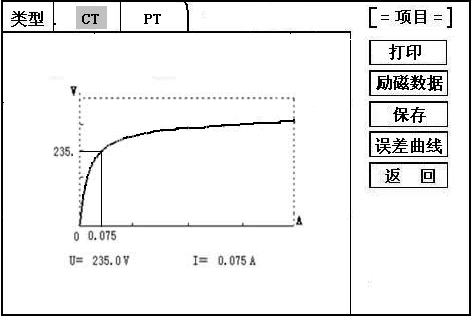 类型 CT PT
[= 项目 =]
打印
励磁数据
保存
误差曲线
返 回
V
235.
A
0 0.075
U= 235.0V I= 0.075A